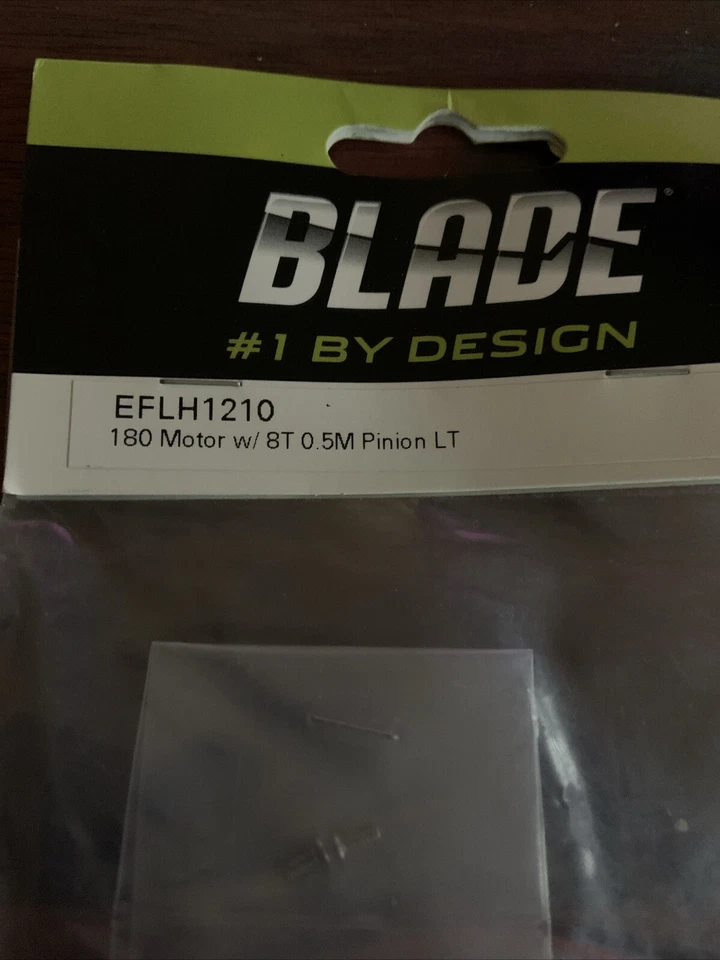 BLADE®
#1 BY DESIGN
EFLH1210
180 Motor w/ 8T 0.5M Pinion LT